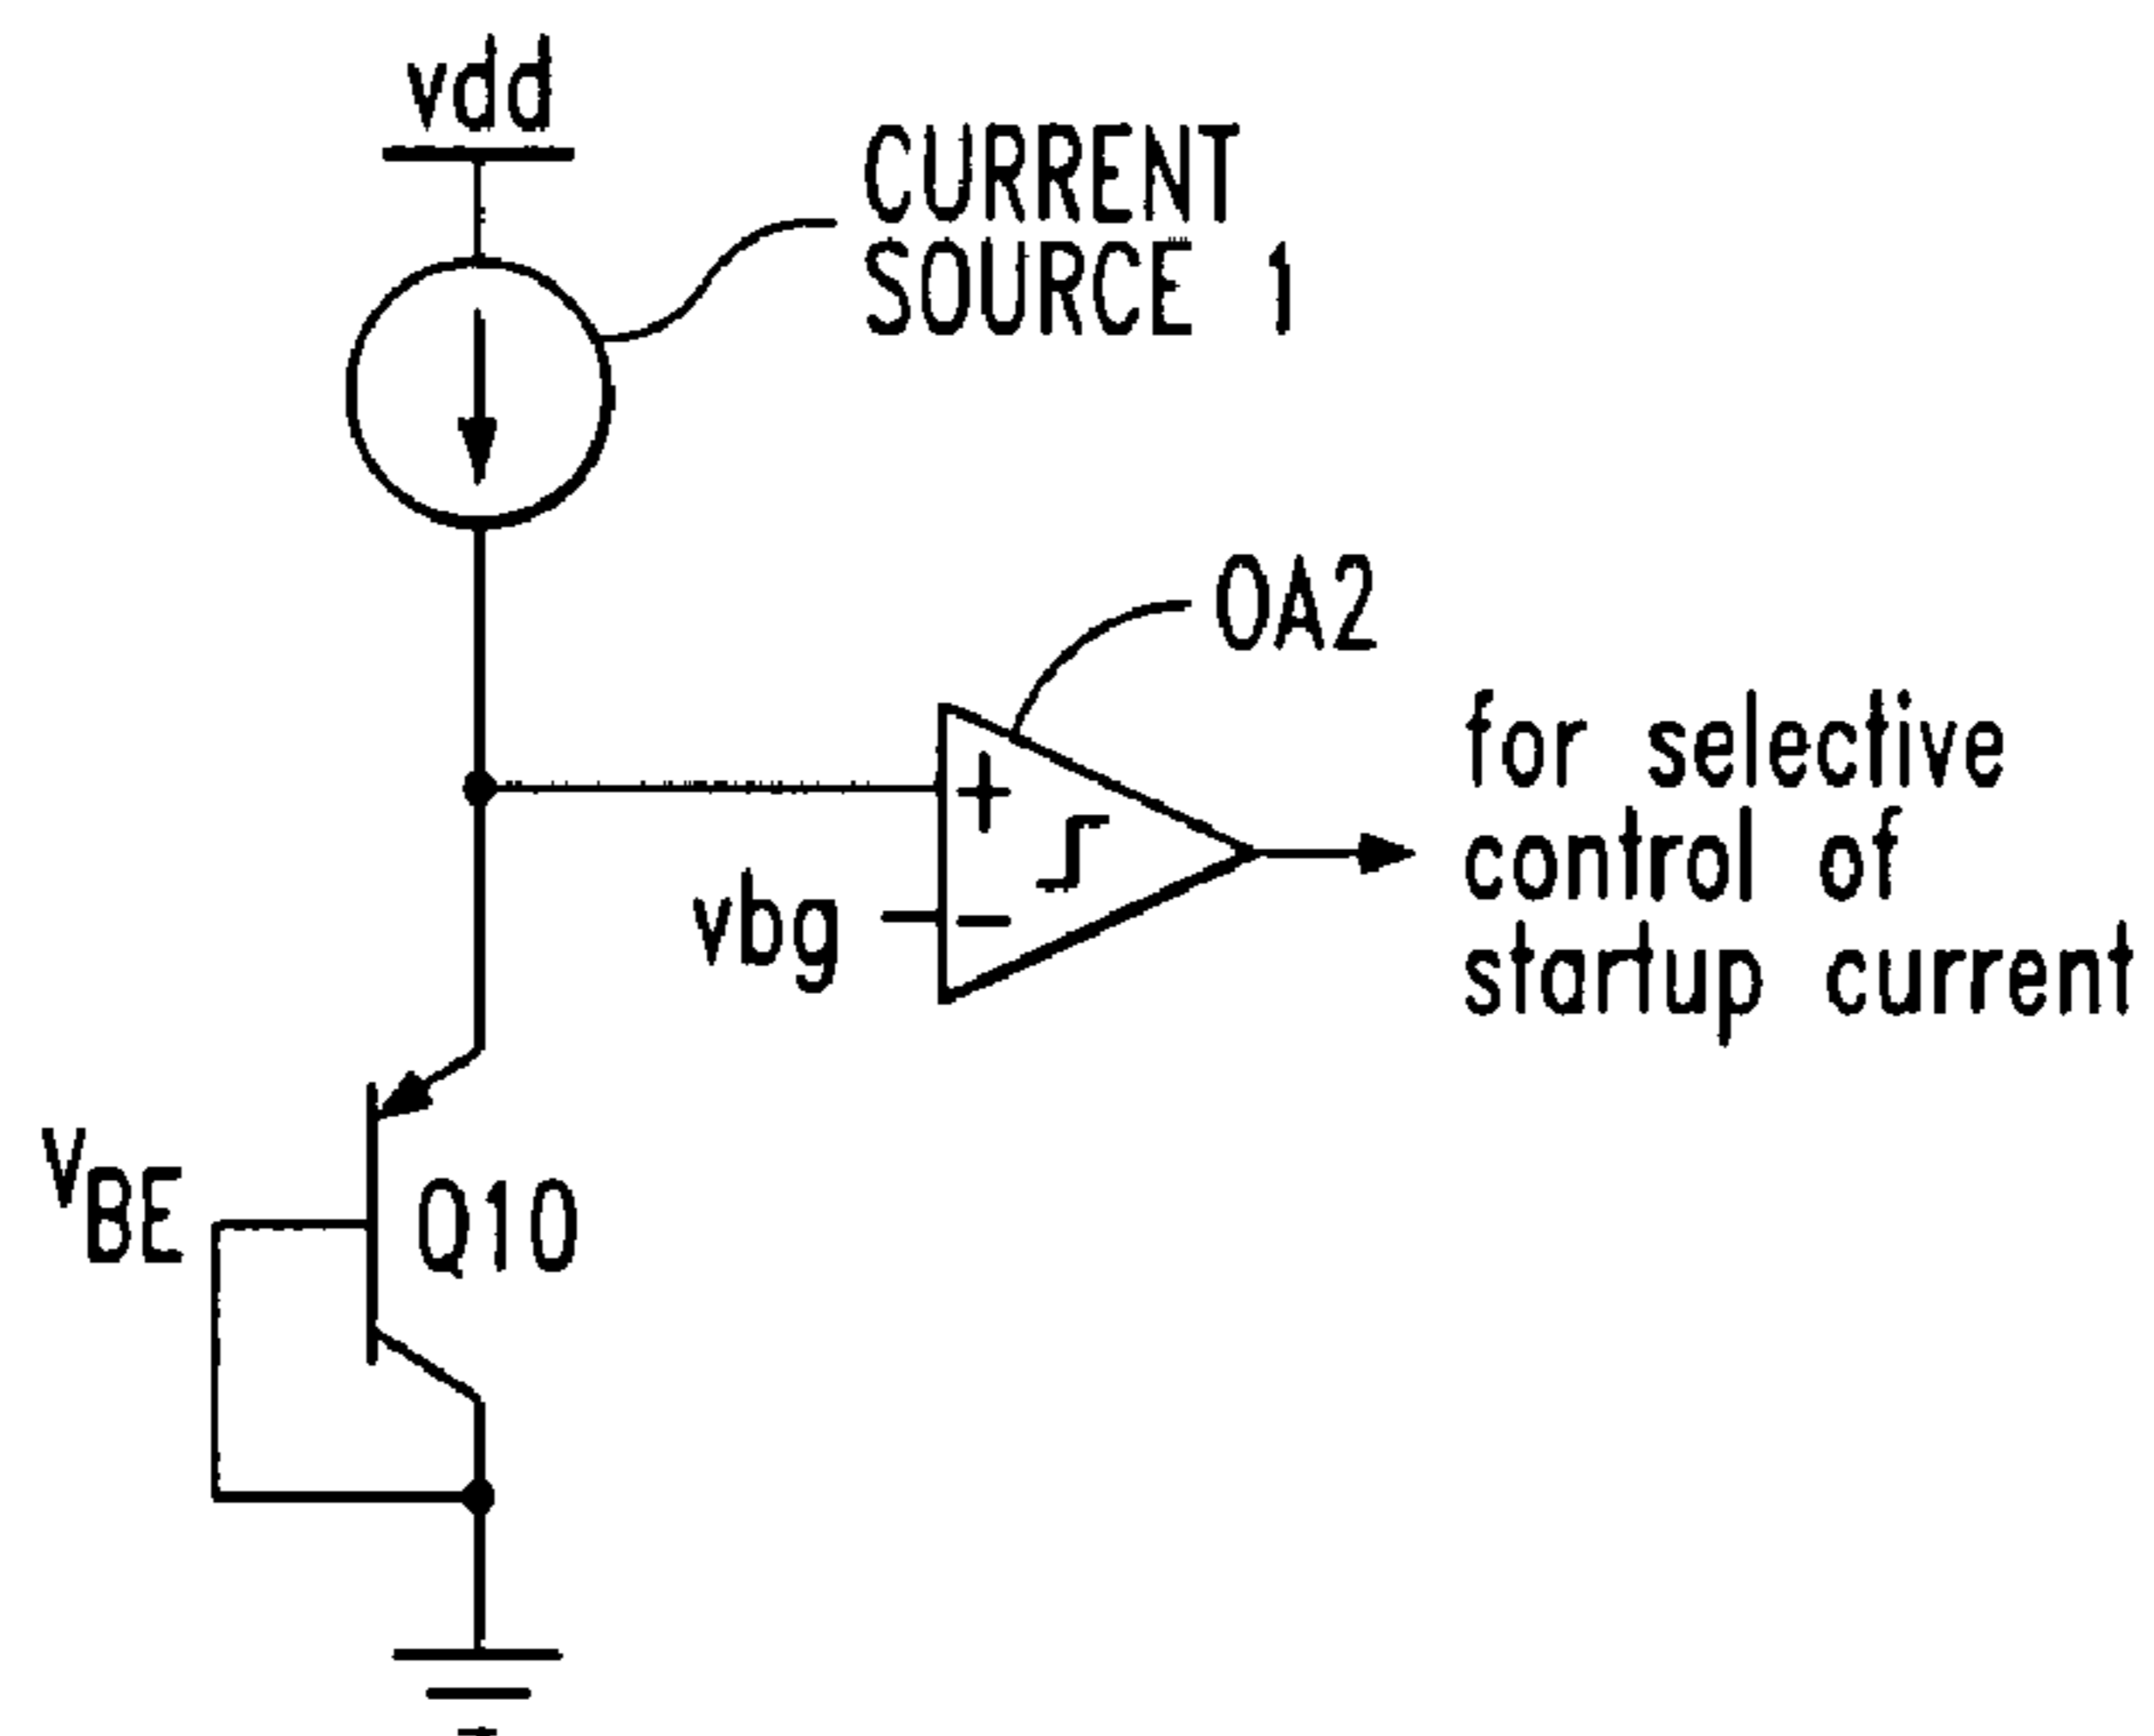 vdd
CURRENT
SOURCE 1
OA2
for selective
control of
startup current
+
vbg
−
VBE
Q10